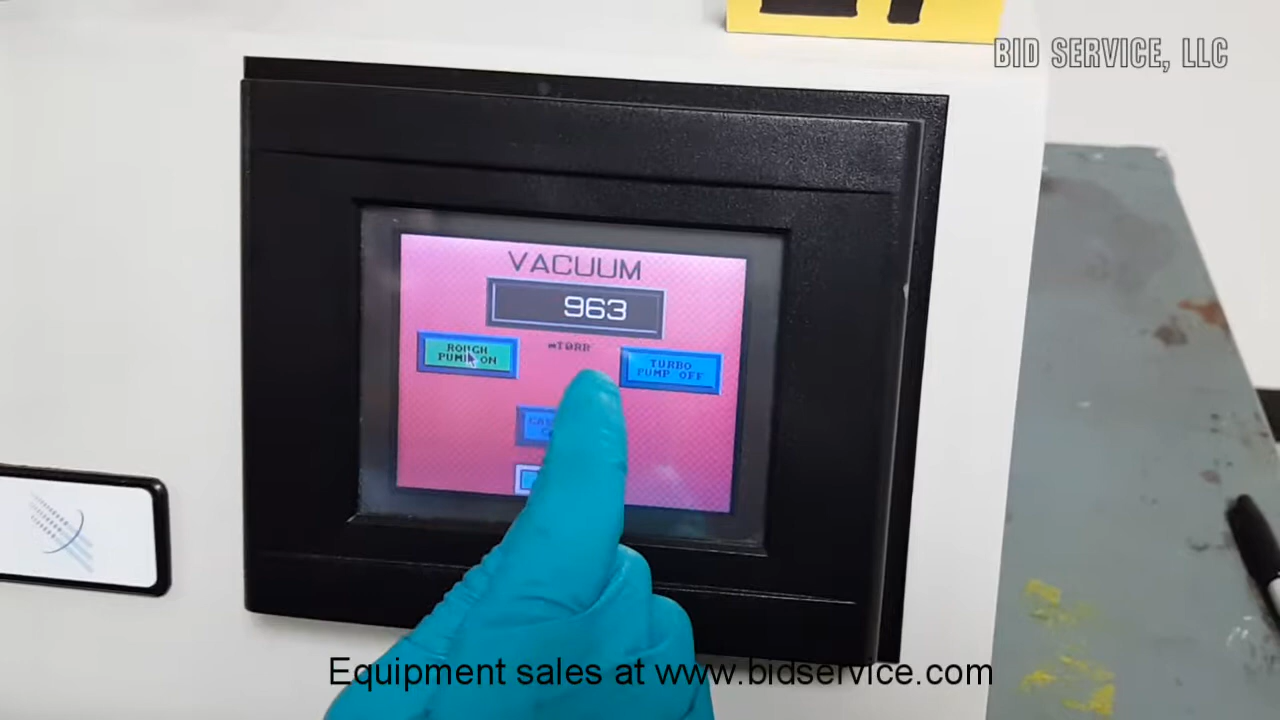 BID SERVICE, LLC
VACUUM
963
mTORR
ROUGH
PUMP ON
TURBO
PUMP OFF
Equipment sales at www.bidservice.com